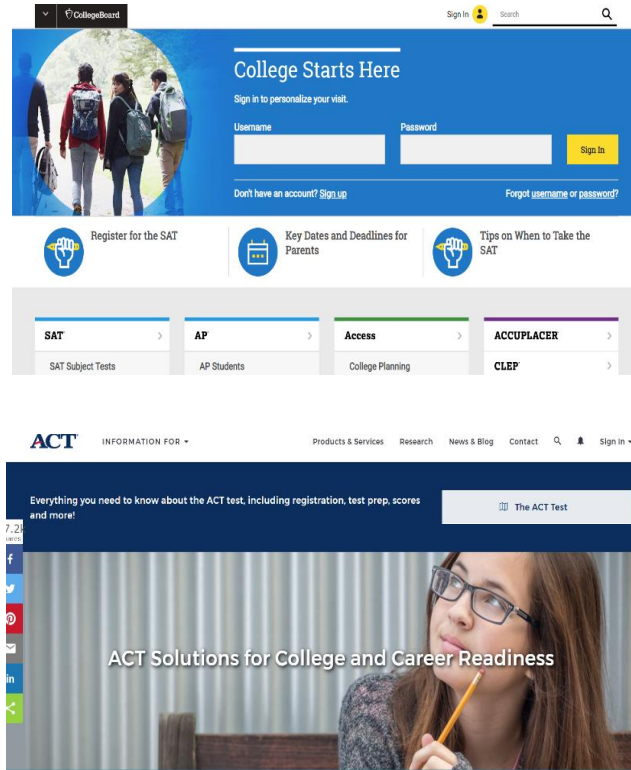 CollegeBoard
Sign In
Search
College Starts Here
Sign in to personalize your visit.
Username Password
Sign In
Don't have an account? Sign up
Forgot username or password?
Register for the SAT
Key Dates and Deadlines for
Parents
Tips on When to Take the
SAT
SAT
AP
Access
ACCUPLACER
SAT Subject Tests
AP Students
College Planning
CLEP
ACT
INFORMATION FOR
Products & Services
Research
News & Blog
Contact
Sign In
Everything you need to know about the ACT test, including registration, test prep, scores
and more!
The ACT Test
f
in
ACT Solutions for College and Career Readiness